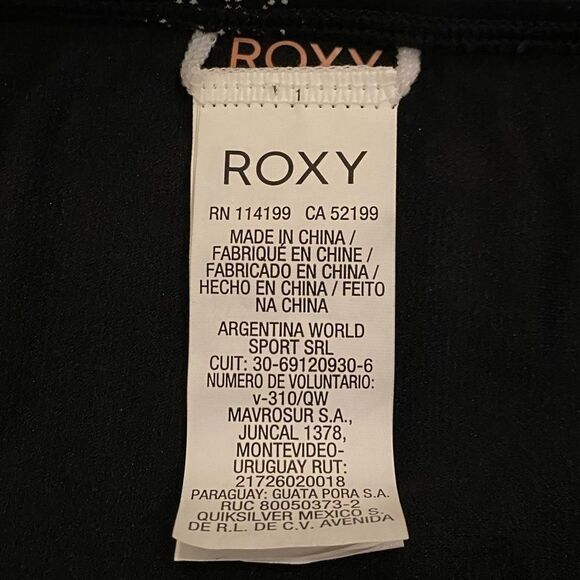 ROXY
1
ROXY
RN 114199 CA 52199
MADE IN CHINA /
FABRIQUÉ EN CHINE /
FABRICADO EN CHINA /
HECHO EN CHINA / FEITO
NA CHINA
ARGENTINA WORLD
SPORT SRL
CUIT: 30-69120930-6
NUMERO DE VOLUNTARIO:
v-310/QW
MAVROSUR S.A.,
JUNCAL 1378,
MONTEVIDEO-
URUGUAY RUT:
21726020018
PARAGUAY: GUATA PORA S.A.
RUC 80050373-2
QUIKSILVER MEXICO S.
DE R.L. DE C.V. AVENIDA